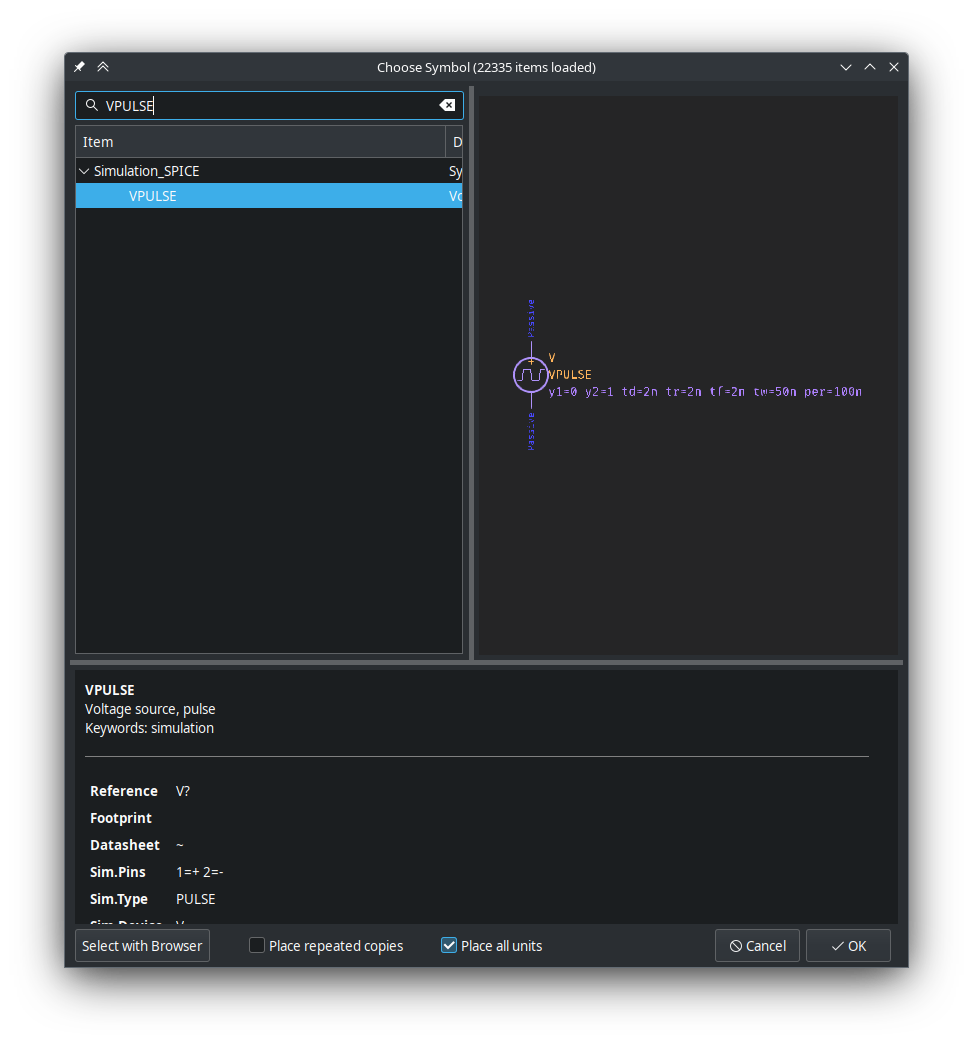 Choose Symbol (22335 items loaded)
VPULSE
Item D
Simulation_SPICE Sy
VPULSE Vo
Passive
+
V
VPULSE
y1=0 y2=1 td=2n tr=2n tf=2n tw=50n per=100n
Passive
VPULSE
Voltage source, pulse
Keywords: simulation
Reference V?
Footprint
Datasheet ~
Sim.Pins 1=+ 2=-
Sim.Type PULSE
Sim.Device V
Select with Browser Place repeated copies Place all units Cancel OK